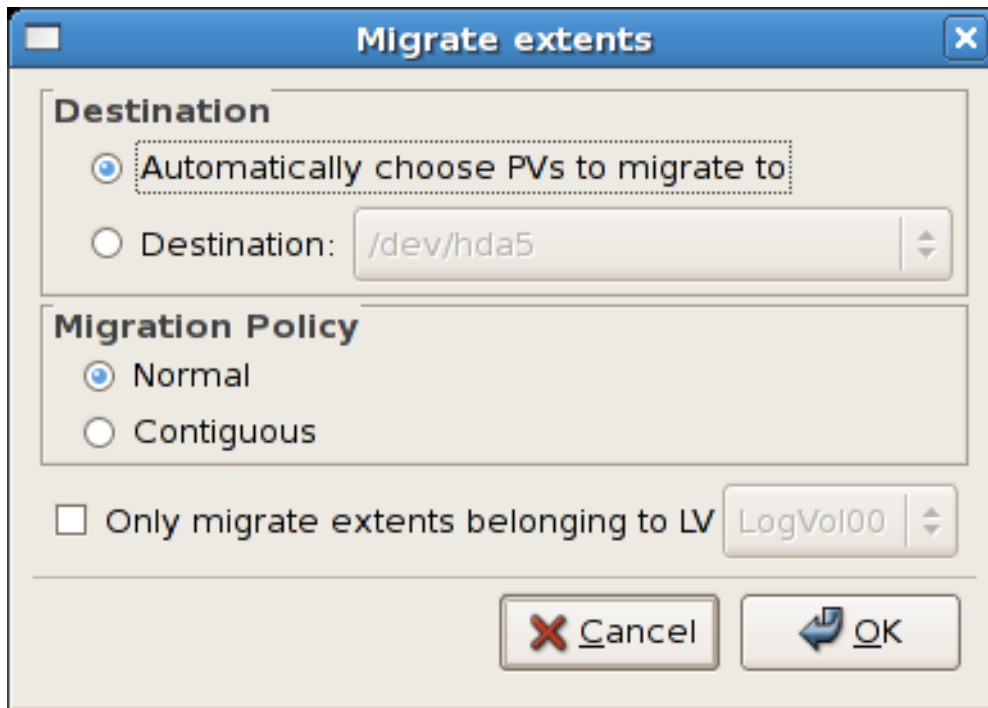 Migrate extents
Destination
Automatically choose PVs to migrate to
Destination: /dev/hda5
Migration Policy
Normal
Contiguous
Only migrate extents belonging to LV LogVol00
Cancel OK